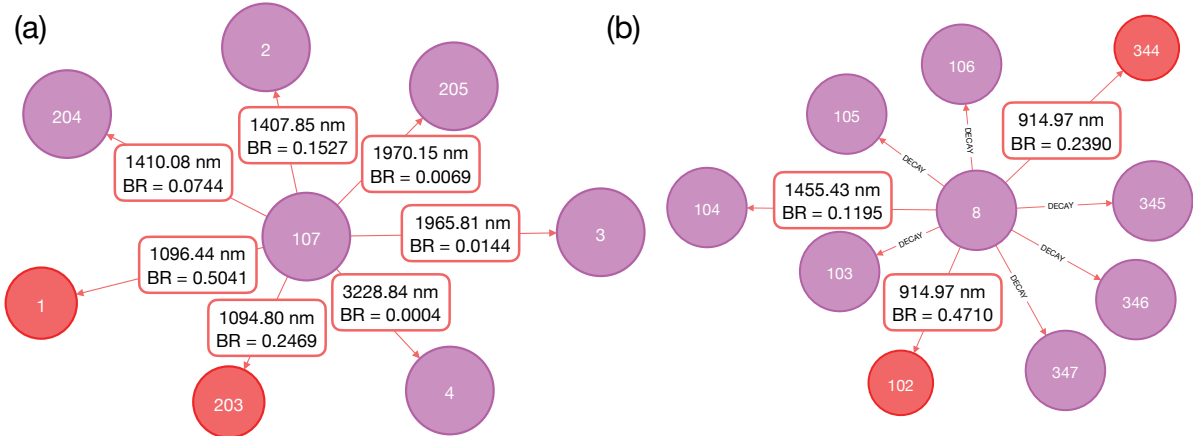 (a)
2
204
205
1407.85 nm
BR = 0.1527
1410.08 nm
BR = 0.0744
1970.15 nm
BR = 0.0069
107
1965.81 nm
BR = 0.0144
3
1096.44 nm
BR = 0.5041
1
3228.84 nm
BR = 0.0004
1094.80 nm
BR = 0.2469
203
4
(b)
344
106
914.97 nm
BR = 0.2390
105
DECAY
DECAY
1455.43 nm
BR = 0.1195
104
8
DECAY
345
DECAY
103
DECAY
346
914.97 nm
BR = 0.4710
DECAY
347
102